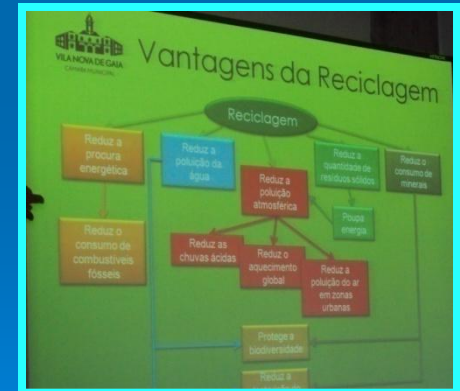 VILA NOVA DE GAIA
Vantagens da Reciclagem
Reciclagem
Reduz a
procura
energética
Reduz a
poluição da
água
Reduz a
poluição
atmosférica
Reduz a
quantidade de
resíduos sólidos
Reduz o
consumo de
minerais
Poupa
energia
Reduz o
consumo de
combustíveis
fósseis
Reduz as
chuvas ácidas
Reduz o
aquecimento
global
Reduz a
poluição do ar
em zonas
urbanas
Protege a
biodiversidade
Reduz a